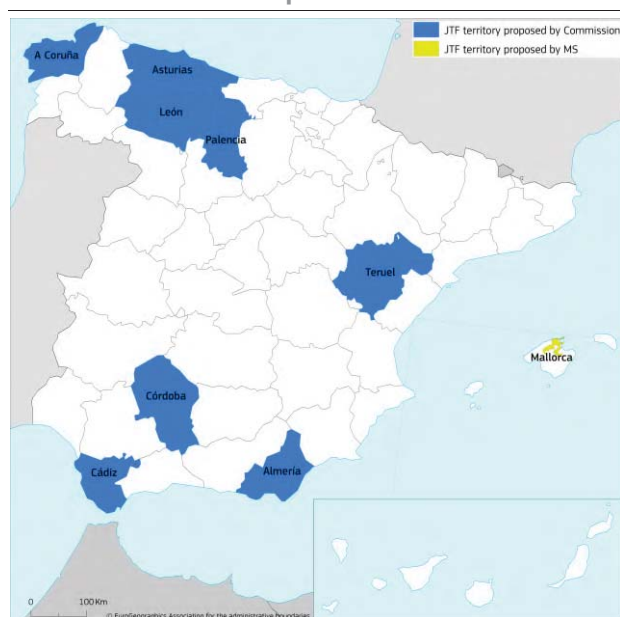 JTF territory proposed by Commission
JTF territory proposed by MS
A Coruña
Asturias
León
Palencia
Teruel
Mallorca
Córdoba
Cádiz
Almería
0 100 Km
© EuroGeographics Association for the administrative boundaries